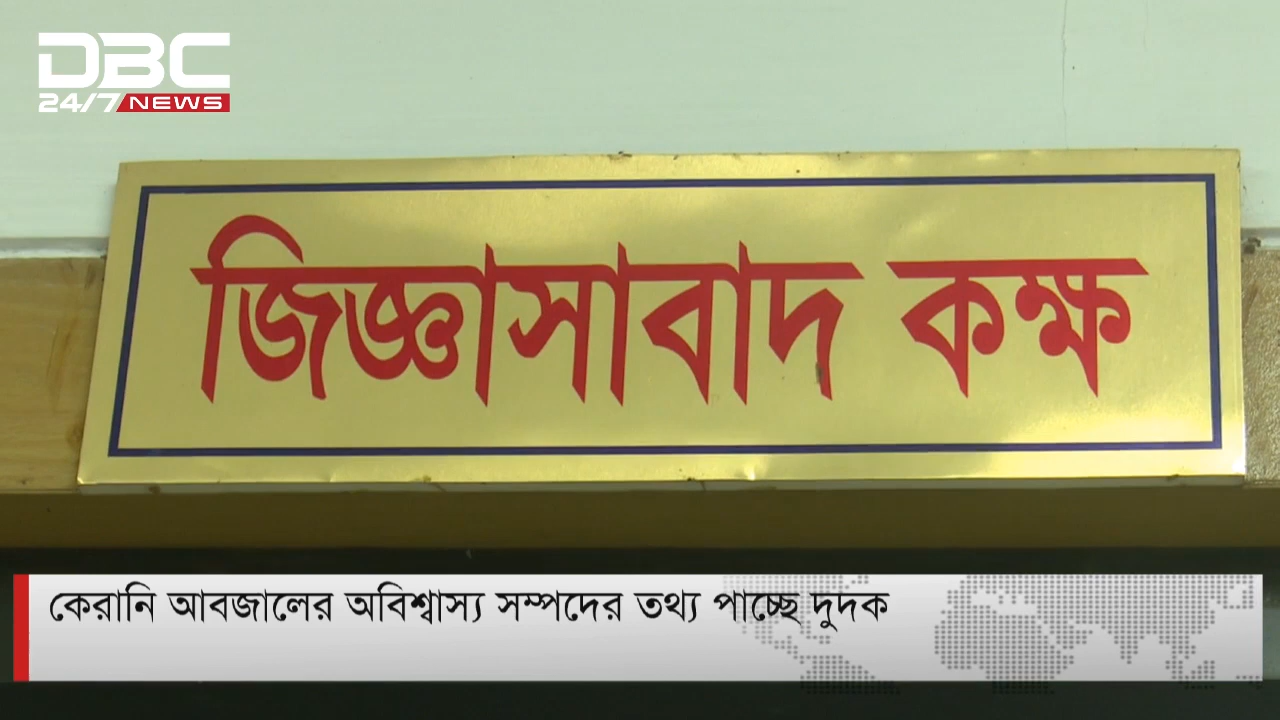 DBC
24/7 NEWS
জিজ্ঞাসাবাদ কক্ষ
কেরানি আবজালের অবিশ্বাস্য সম্পদের তথ্য পাচ্ছে দুদক